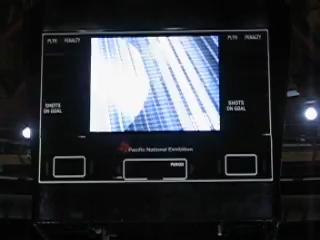 PLYR PENALTY
PLYR PENALTY
SHOTS
ON GOAL
SHOTS
ON GOAL
Pacific National Exhibition
PERIOD